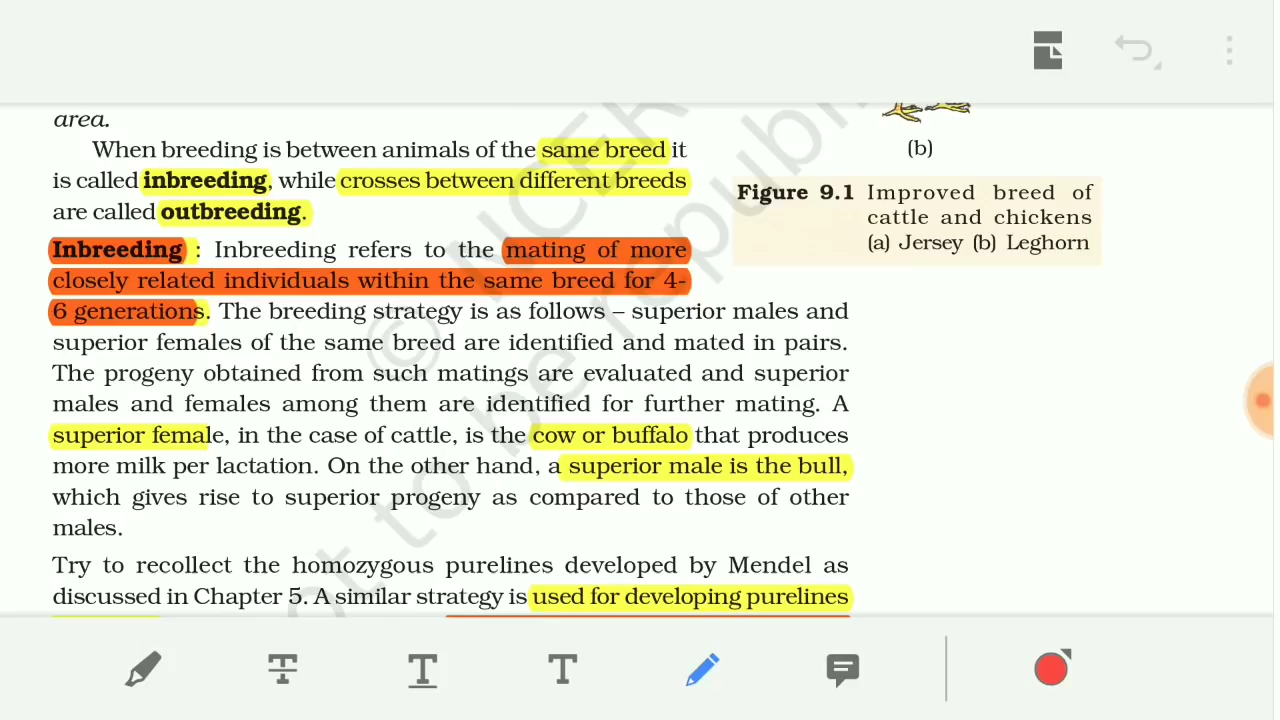 area.
When breeding is between animals of the same breed it
is called inbreeding, while crosses between different breeds
are called outbreeding.
(b)
Figure 9.1 Improved breed of
cattle and chickens
(a) Jersey (b) Leghorn
Inbreeding : Inbreeding refers to the mating of more
closely related individuals within the same breed for 4-
6 generations. The breeding strategy is as follows – superior males and
superior females of the same breed are identified and mated in pairs.
The progeny obtained from such matings are evaluated and superior
males and females among them are identified for further mating. A
superior female, in the case of cattle, is the cow or buffalo that produces
more milk per lactation. On the other hand, a superior male is the bull,
which gives rise to superior progeny as compared to those of other
males.
Try to recollect the homozygous purelines developed by Mendel as
discussed in Chapter 5. A similar strategy is used for developing purelines
© NCER
not to be republi
T
T
T